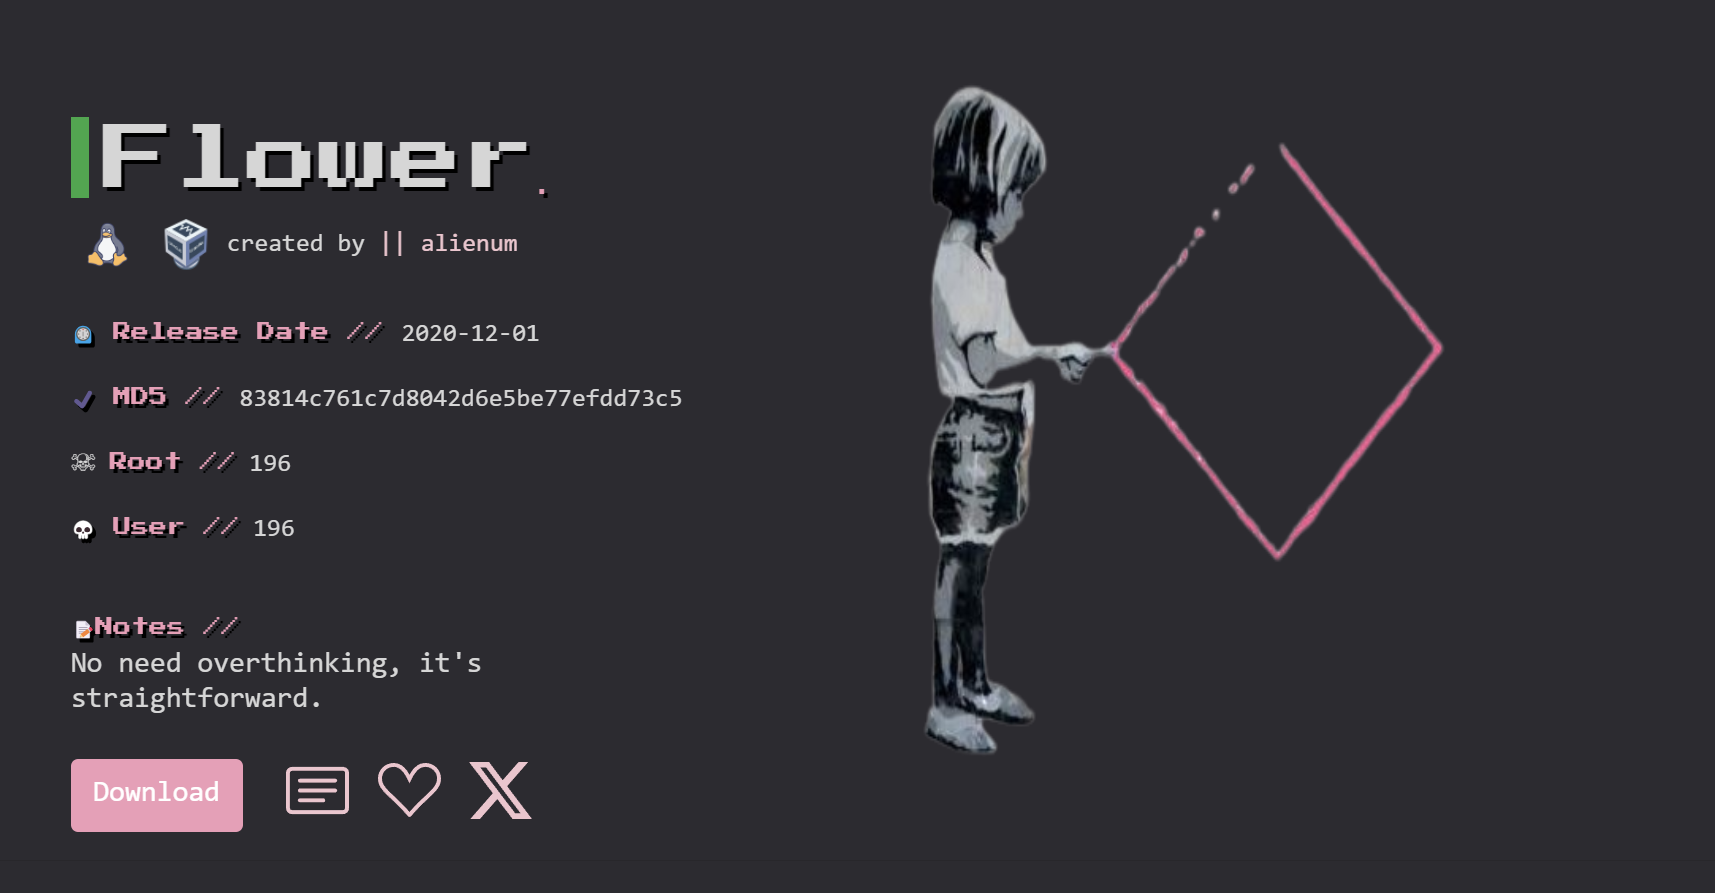 Flower.
created by || alienum
Release Date // 2020-12-01
MD5 // 83814c761c7d8042d6e5be77efdd73c5
Root // 196
User // 196
Notes //
No need overthinking, it's
straightforward.
Download